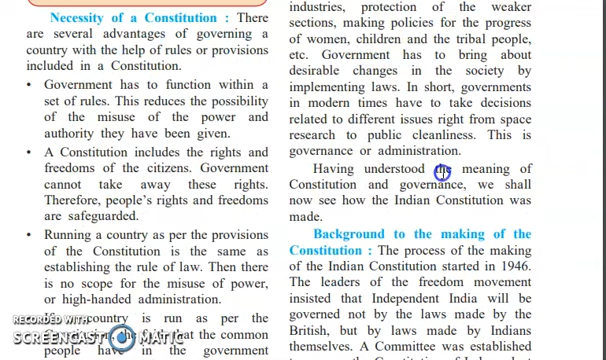 Necessity of a Constitution : There
are several advantages of governing a
country with the help of rules or provisions
included in a Constitution.
• Government has to function within a
set of rules. This reduces the possibility
of the misuse of the power and
authority they have been given.
• A Constitution includes the rights and
freedoms of the citizens. Government
cannot take away these rights.
Therefore, people's rights and freedoms
are safeguarded.
• Running a country as per the provisions
of the Constitution is the same as
establishing the rule of law. Then there
is no scope for the misuse of power,
or high-handed administration.
country is run as per the
that the common
people have in the government
industries, protection of the weaker
sections, making policies for the progress
of women, children and the tribal people,
etc. Government has to bring about
desirable changes in the society by
implementing laws. In short, governments
in modern times have to take decisions
related to different issues right from space
research to public cleanliness. This is
governance or administration.
Having understood the meaning of
Constitution and governance, we shall
now see how the Indian Constitution was
made.
Background to the making of the
Constitution : The process of the making
of the Indian Constitution started in 1946.
The leaders of the freedom movement
insisted that Independent India will be
governed not by the laws made by the
British, but by laws made by Indians
themselves. A Committee was established
RECORDED WITH
SCREENCAST MATIC